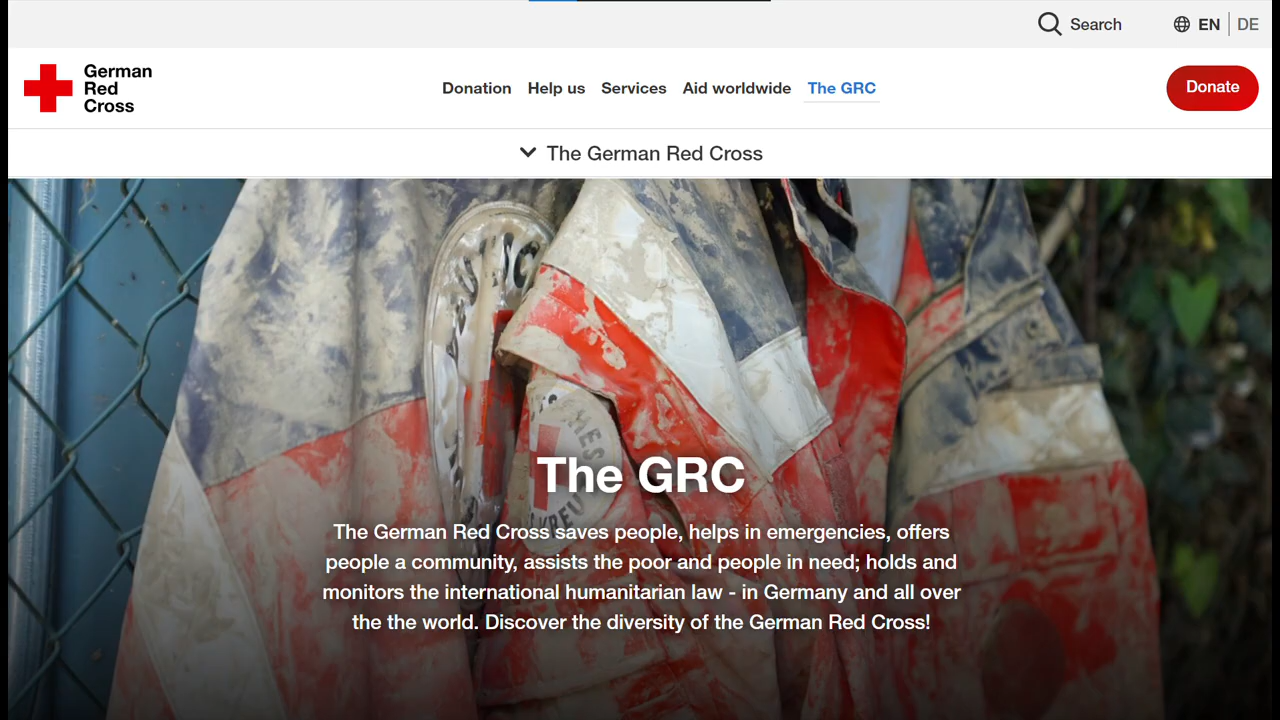 Search
EN
DE
German
Red
Cross
Donation
Help us
Services
Aid worldwide
The GRC
Donate
The German Red Cross
The GRC
The German Red Cross saves people, helps in emergencies, offers
people a community, assists the poor and people in need; holds and
monitors the international humanitarian law - in Germany and all over
the the world. Discover the diversity of the German Red Cross!